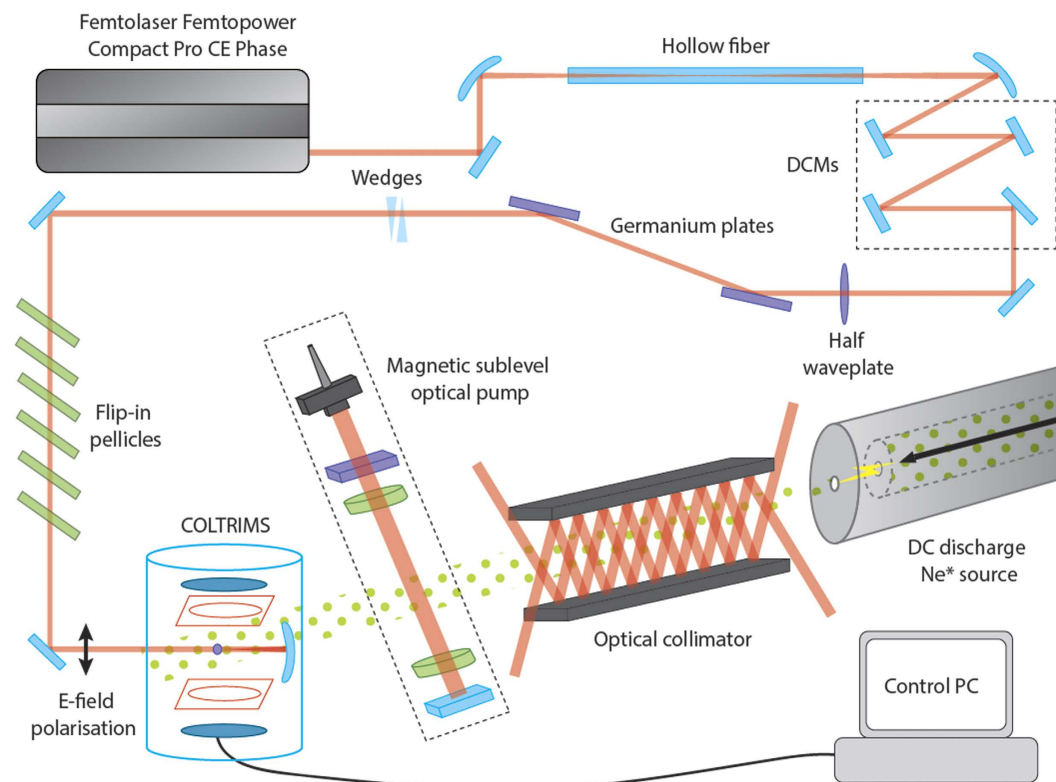 Femtolaser Femtopower
Compact Pro CE Phase
Hollow fiber
DCMs
Wedges
Germanium plates
Half
waveplate
Magnetic sublevel
optical pump
Flip-in
pellicles
COLTRIMS
DC discharge
Ne* source
Optical collimator
E-field
polarisation
Control PC